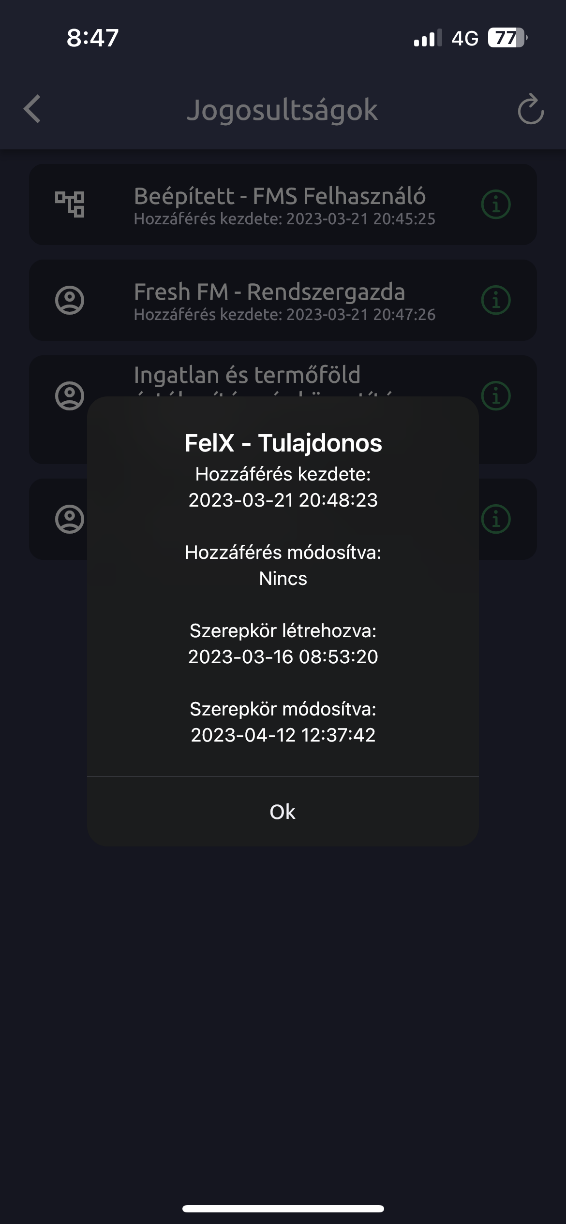 8:47
4G 77
Jogosultságok
Beépített - FMS Felhasználó
Hozzáférés kezdete: 2023-03-21 20:45:25
Fresh FM - Rendszergazda
Hozzáférés kezdete: 2023-03-21 20:47:26
Ingatlan és termőföld
FelX - Tulajdonos
Hozzáférés kezdete:
2023-03-21 20:48:23
Hozzáférés módosítva:
Nincs
Szerepkör létrehozva:
2023-03-16 08:53:20
Szerepkör módosítva:
2023-04-12 12:37:42
Ok